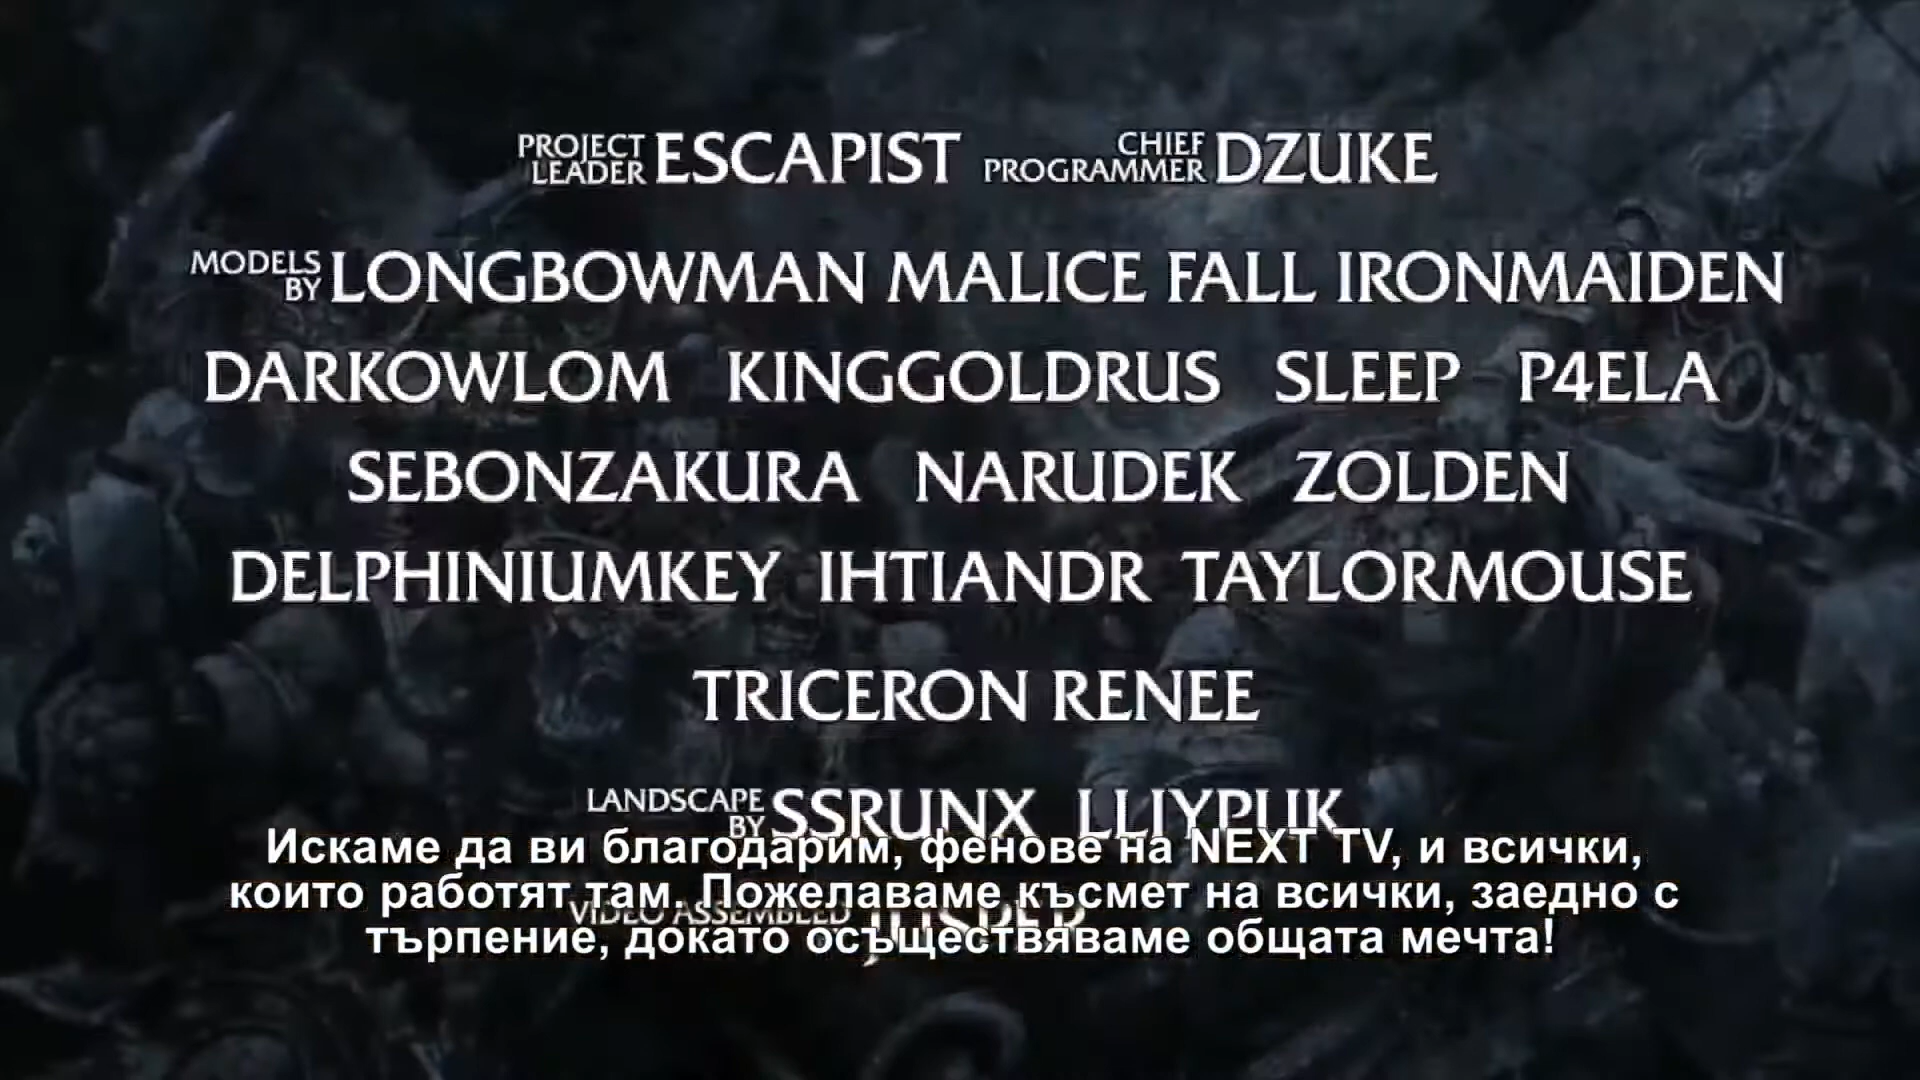 PROJECT LEADER ESCAPIST CHIEF PROGRAMMER DZUKE
MODELS BY LONGBOWMAN MALICE FALL IRONMAIDEN
DARKOWLOM KINGGOLDRUS SLEEP P4ELA
SEBONZAKURA NARUDEK ZOLDEN
DELPHINIUMKEY IHTIANDR TAYLORMOUSE
TRICERON RENEE
LANDSCAPE BY SSRUNX LLIYPUK
Искаме да ви благодарим, фенове на NEXT TV, и всички,
които работят там. Пожелаваме късмет на всички, заедно с
VIDEO ASSEMBLED
търпение, докато осъществяваме общата мечта!